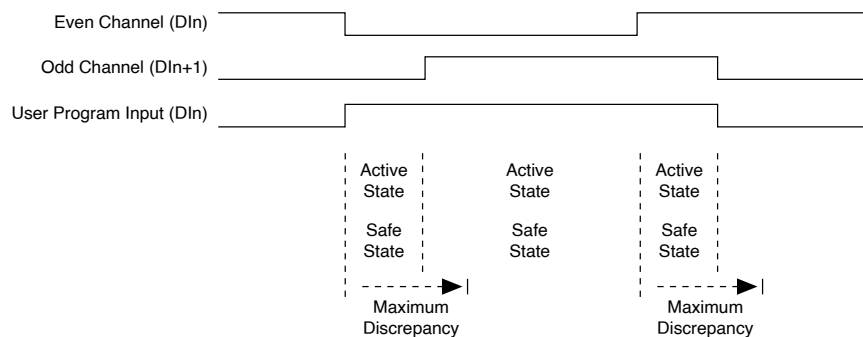 Even Channel (DIn)
Odd Channel (DIn+1)
User Program Input (DIn)
Active
State
Active
State
Active
State
Safe
State
Safe
State
Safe
State
Maximum
Discrepancy
Maximum
Discrepancy